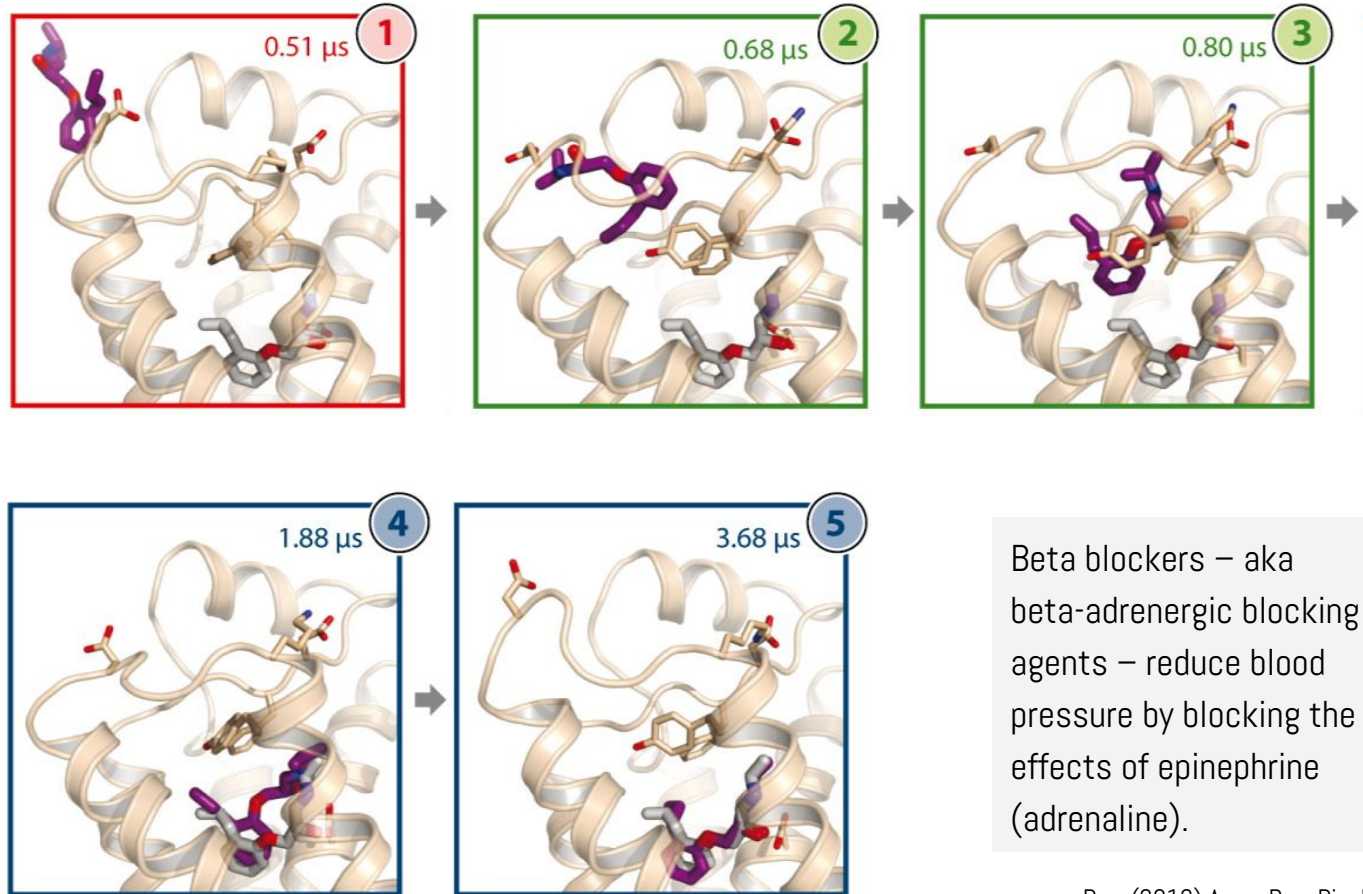 0.51 µs 1
0.68 µs 2
0.80 µs 3
1.88 µs 4
3.68 µs 5
Beta blockers – aka
beta-adrenergic blocking
agents – reduce blood
pressure by blocking the
effects of epinephrine
(adrenaline).